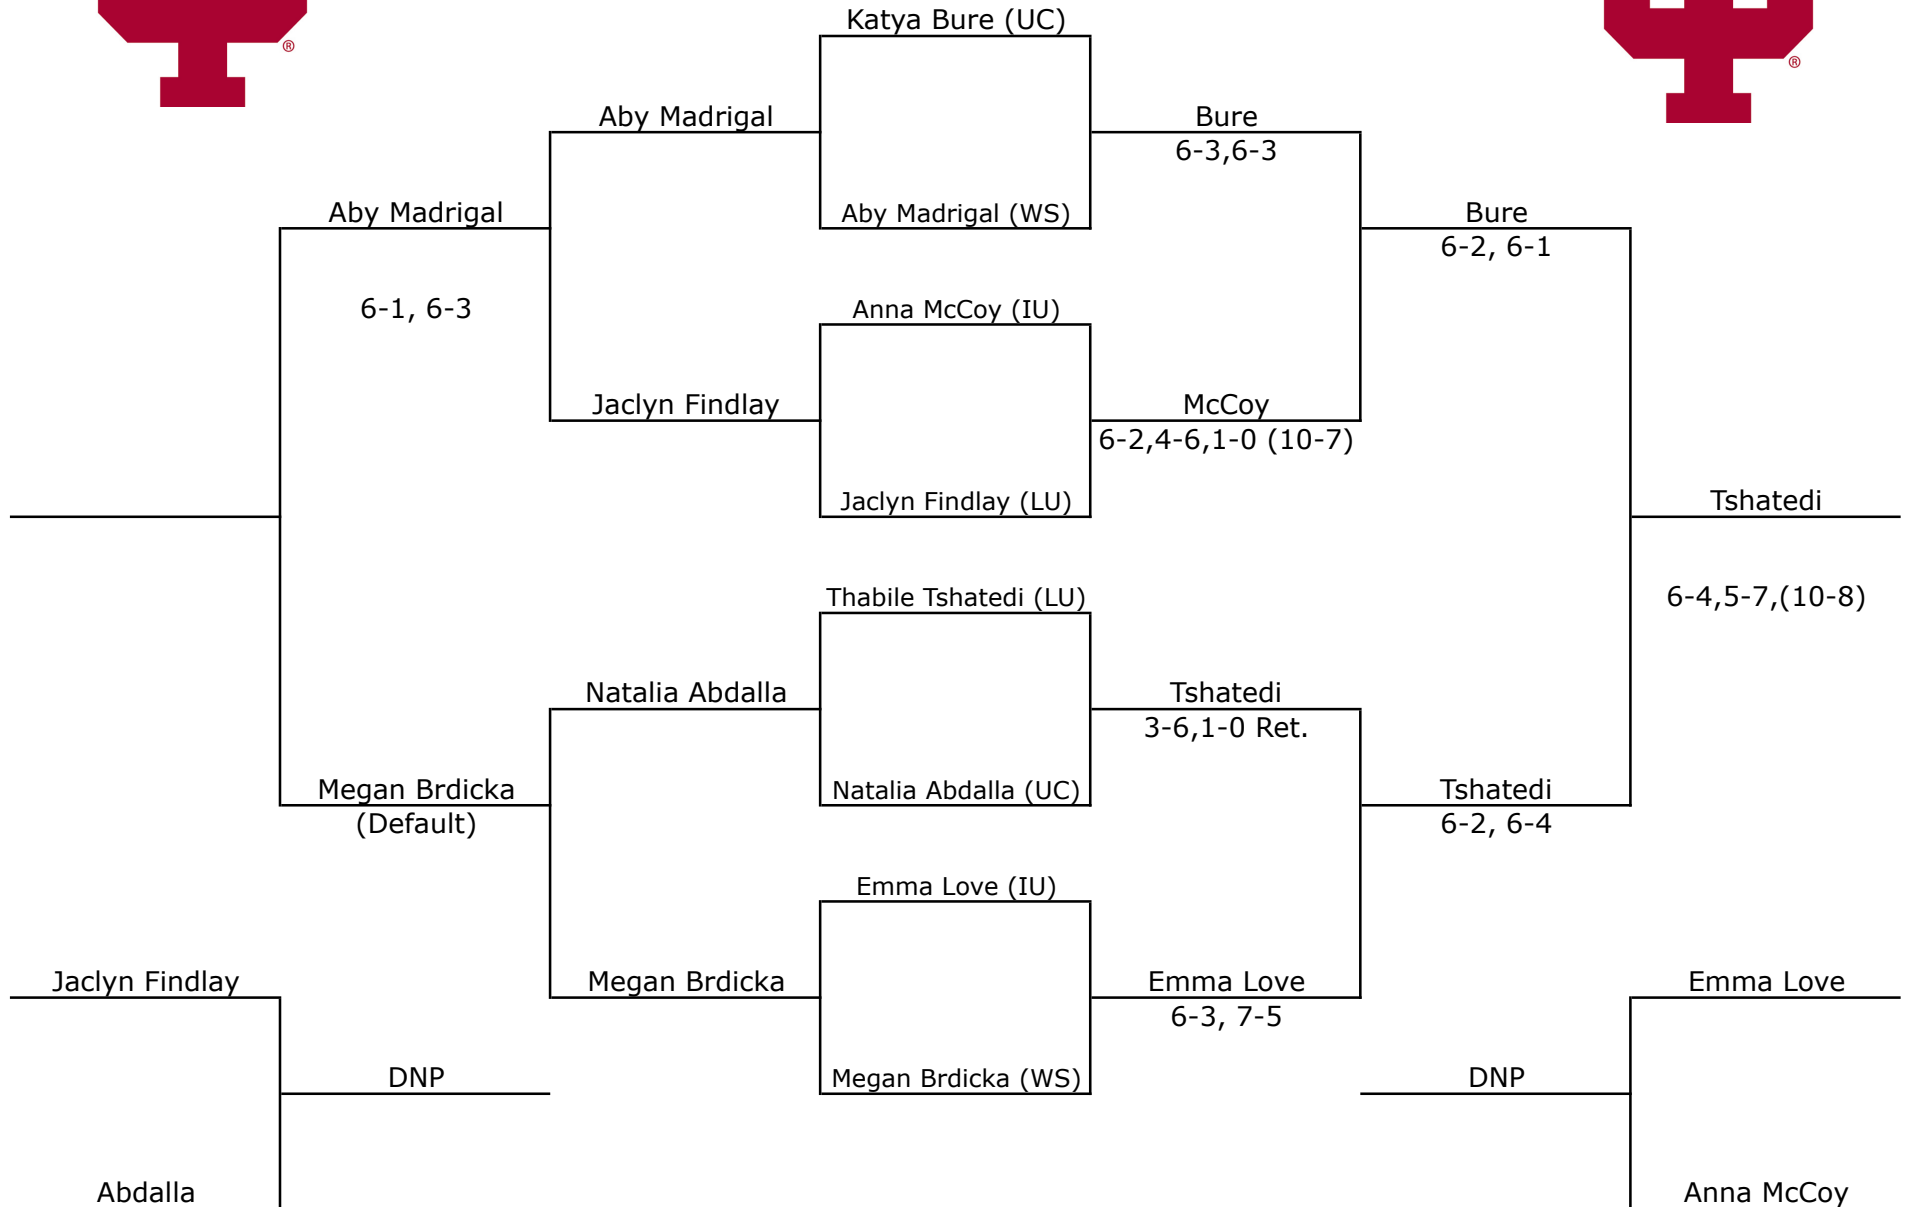 Katya Bure (UC)
®
®
Aby Madrigal
Bure
6-3,6-3
Aby Madrigal
Aby Madrigal (WS)
Bure
6-2, 6-1
6-1, 6-3
Anna McCoy (IU)
Jaclyn Findlay
McCoy
6-2,4-6,1-0 (10-7)
Jaclyn Findlay (LU)
Tshatedi
Thabile Tshatedi (LU)
6-4,5-7,(10-8)
Natalia Abdalla
Tshatedi
3-6,1-0 Ret.
Megan Brdicka
(Default)
Natalia Abdalla (UC)
Tshatedi
6-2, 6-4
Emma Love (IU)
Jaclyn Findlay
Megan Brdicka
Emma Love
6-3, 7-5
Emma Love
DNP
Megan Brdicka (WS)
DNP
Abdalla
Anna McCoy